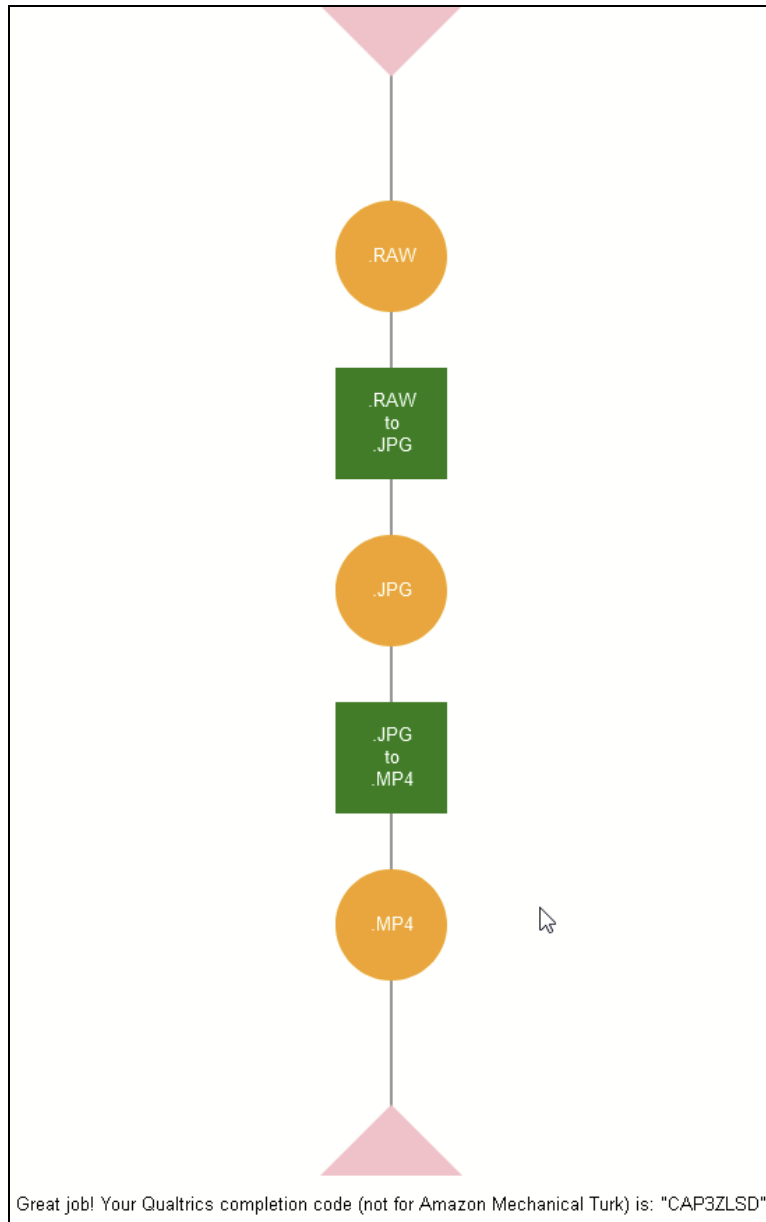 .RAW
.RAW
to
.JPG
.JPG
.JPG
to
.MP4
.MP4
Great job! Your Qualtrics completion code (not for Amazon Mechanical Turk) is: "CAP3ZLSD"